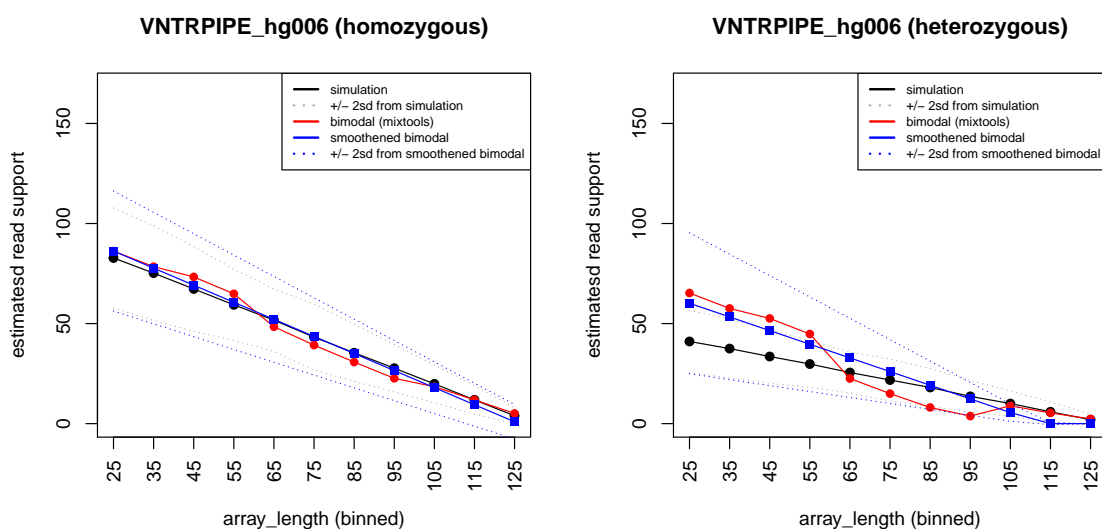 VNTRPIPE_hg006 (homozygous)
simulation
+/− 2sd from simulation
bimodal (mixtools)
smoothened bimodal
+/− 2sd from smoothened bimodal
150
100
50
0
estimatesd read support
25 35 45 55 65 75 85 95 105 115 125
array_length (binned)
VNTRPIPE_hg006 (heterozygous)
simulation
+/− 2sd from simulation
bimodal (mixtools)
smoothened bimodal
+/− 2sd from smoothened bimodal
150
100
50
0
estimatesd read support
25 35 45 55 65 75 85 95 105 115 125
array_length (binned)